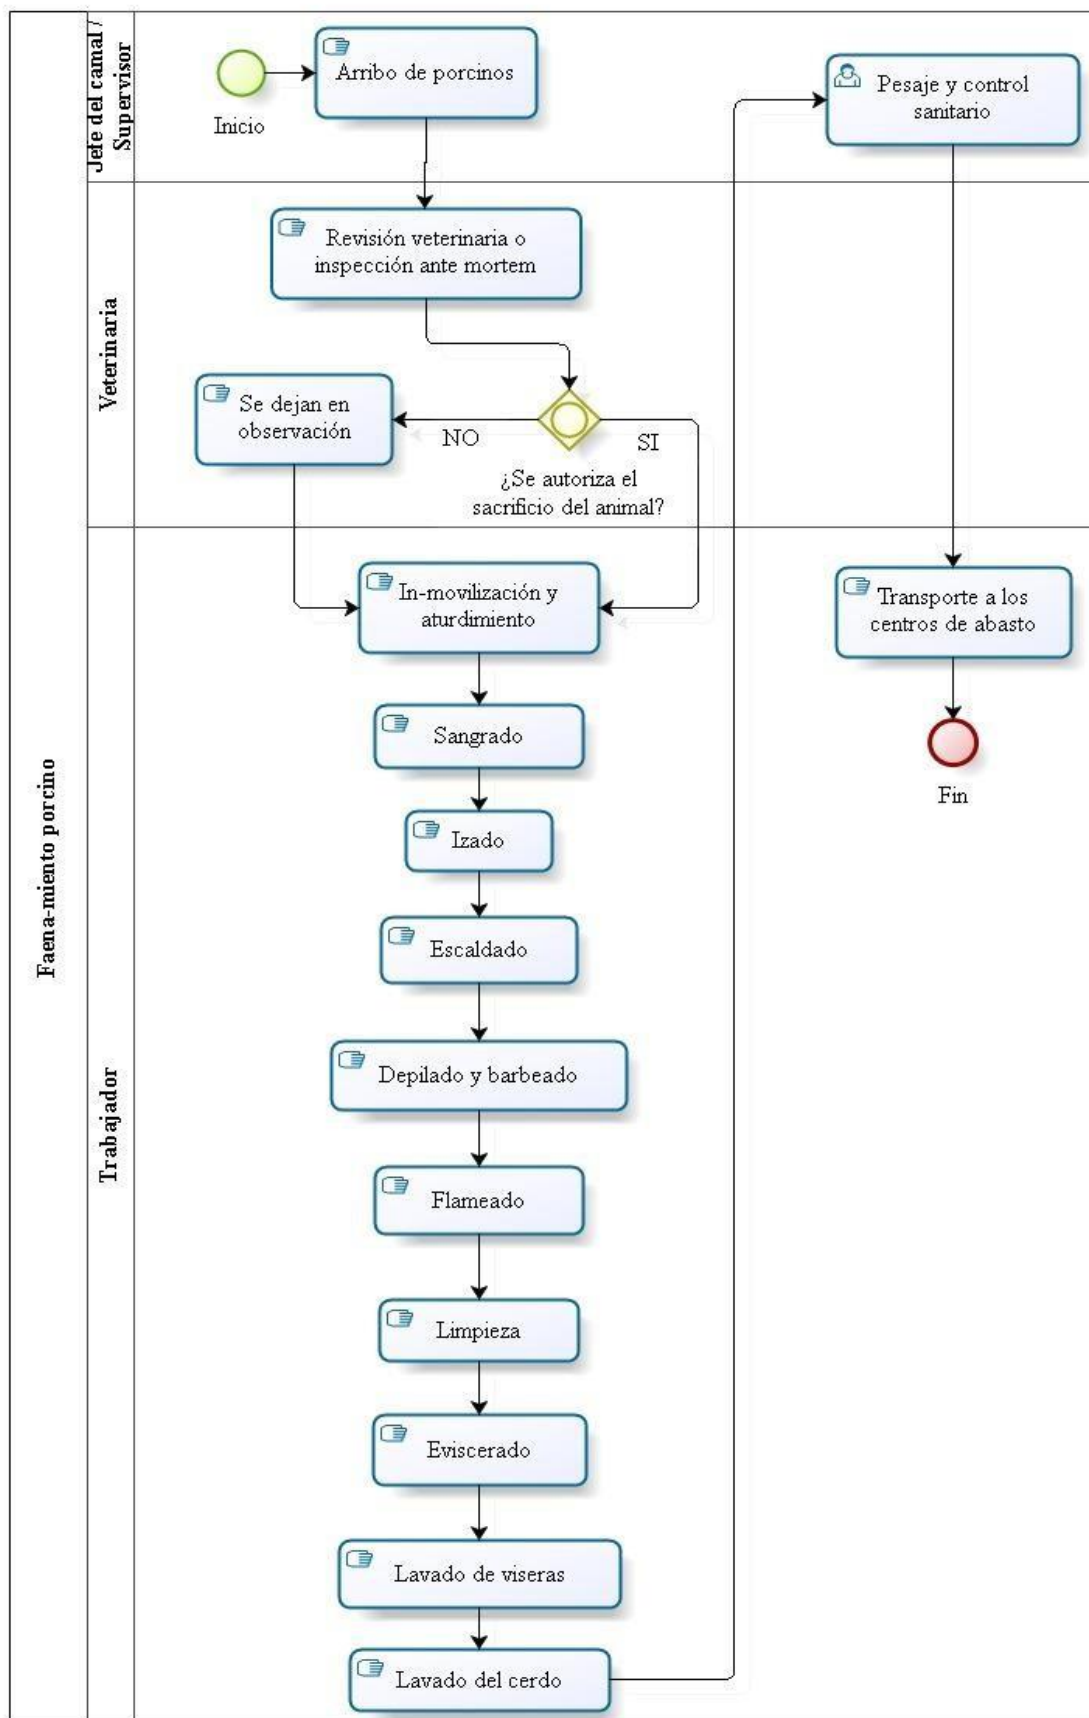 Faena-miento porcino
Jefe del camal /
Supervisor
Inicio
Arribo de porcinos
Pesaje y control
sanitario
Veterinaria
Revisión veterinaria o
inspección ante mortem
Se dejan en
observación
NO
SI
¿Se autoriza el
sacrificio del animal?
Trabajador
In-movilización y
aturdimiento
Sangrado
Izado
Escaldado
Depilado y barbeado
Flameado
Limpieza
Eviscerado
Lavado de viseras
Lavado del cerdo
Transporte a los
centros de abasto
Fin